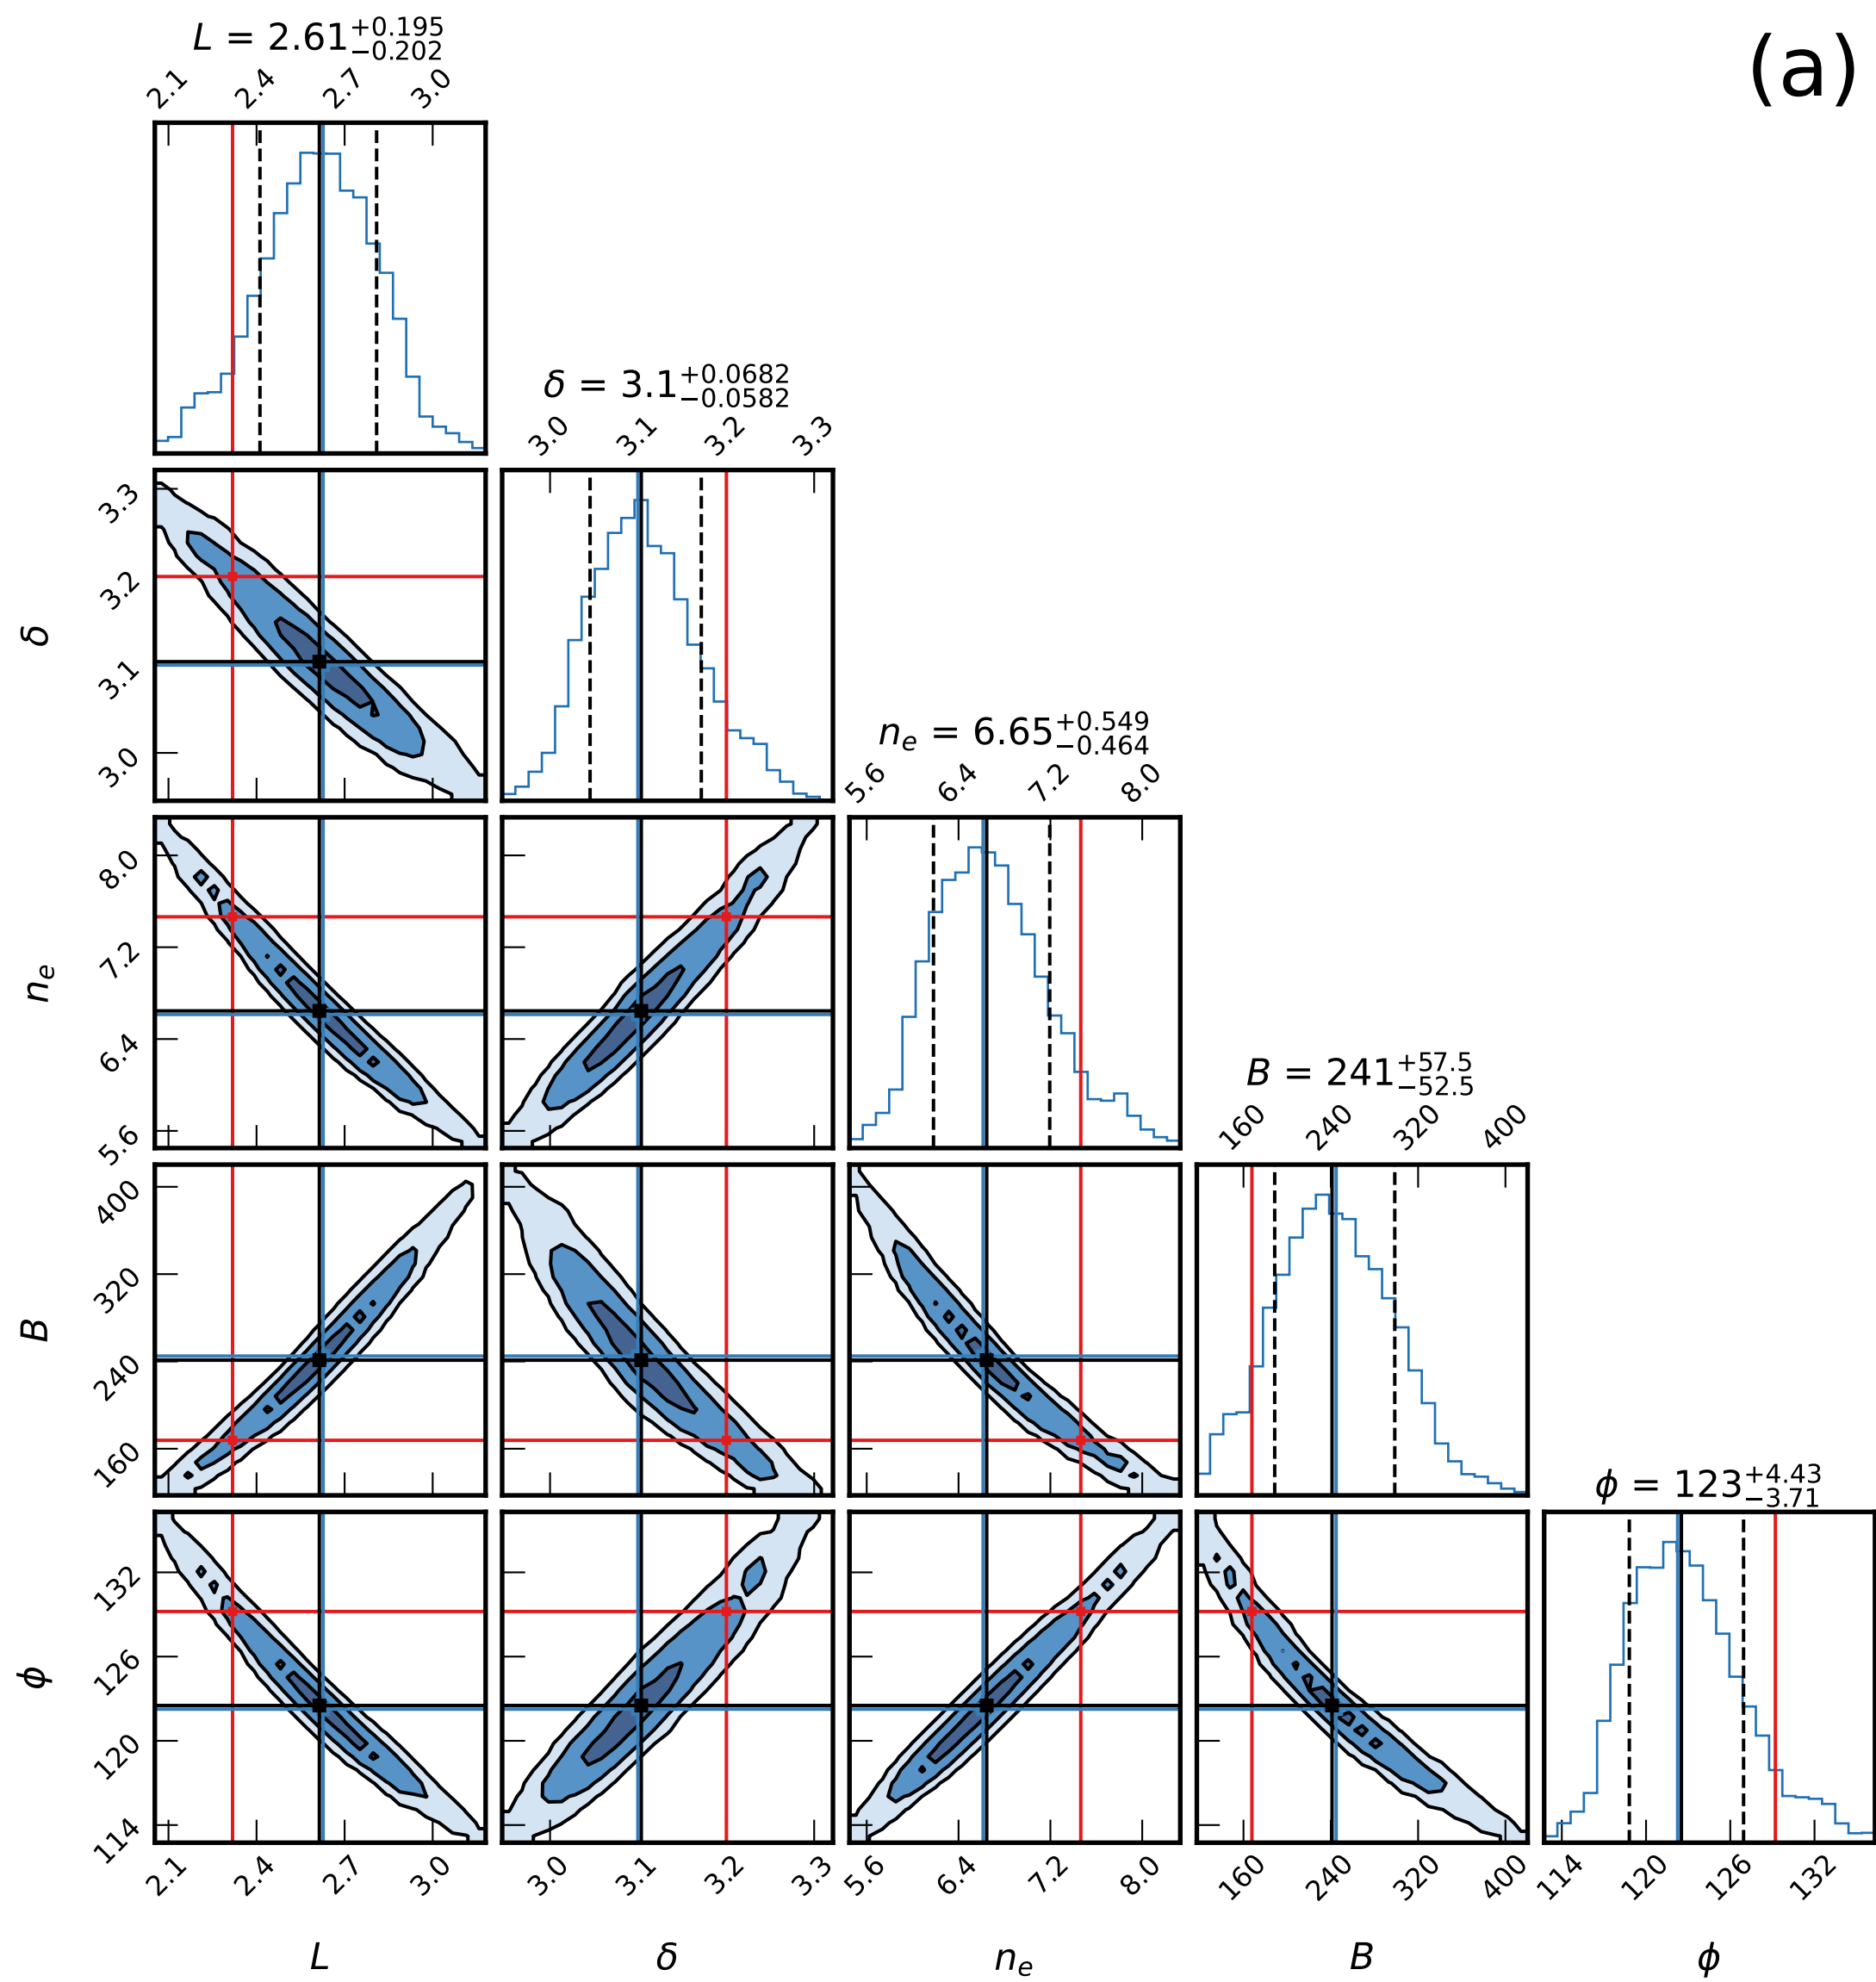 (a)
L = 2.61 +0.195 −0.202
2.1 2.4 2.7 3.0
δ = 3.1 +0.0682 −0.0582
3.0 3.1 3.2 3.3
δ
3.3
3.2
3.1
3.0
n_e = 6.65 +0.549 −0.464
5.6 6.4 7.2 8.0
n_e
8.0
7.2
6.4
5.6
B = 241 +57.5 −52.5
160 240 320 400
B
400
320
240
160
ϕ = 123 +4.43 −3.71
ϕ
132
126
120
114
2.1 2.4 2.7 3.0 3.0 3.1 3.2 3.3 5.6 6.4 7.2 8.0 160 240 320 400 114 120 126 132
L δ n_e B ϕ